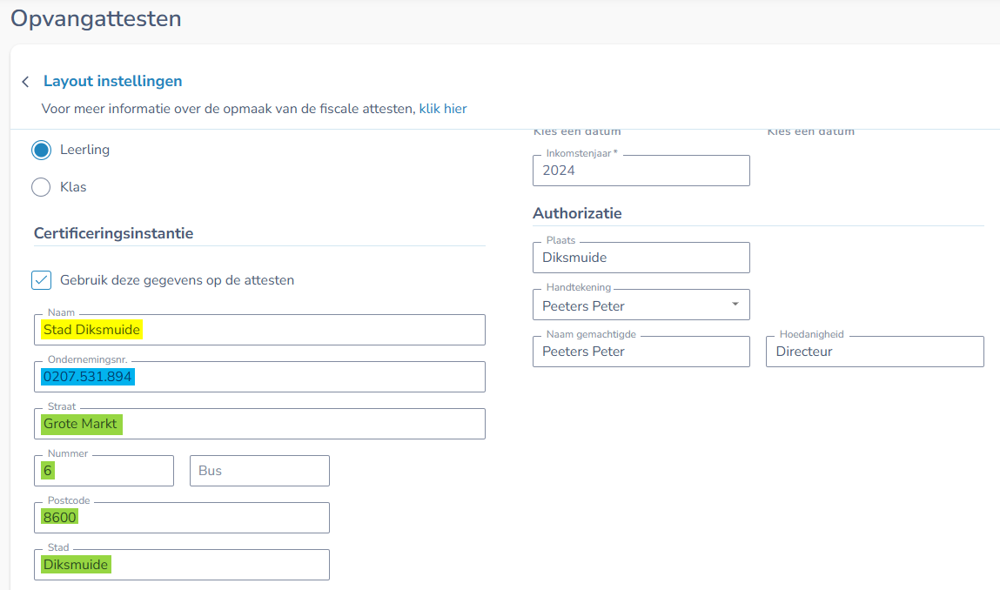 Opvangattesten
Layout instellingen
Voor meer informatie over de opmaak van de fiscale attesten, klik hier
Leerling
Klas
Certificeringsinstantie
Gebruik deze gegevens op de attesten
Naam
Stad Diksmuide
Ondernemingsnr.
0207.531.894
Straat
Grote Markt
Nummer
6
Bus
Postcode
8600
Stad
Diksmuide
Kies een datum
Kies een datum
Inkomstenjaar *
2024
Authorizatie
Plaats
Diksmuide
Handtekening
Peeters Peter
Naam gemachtigde
Peeters Peter
Hoedanigheid
Directeur